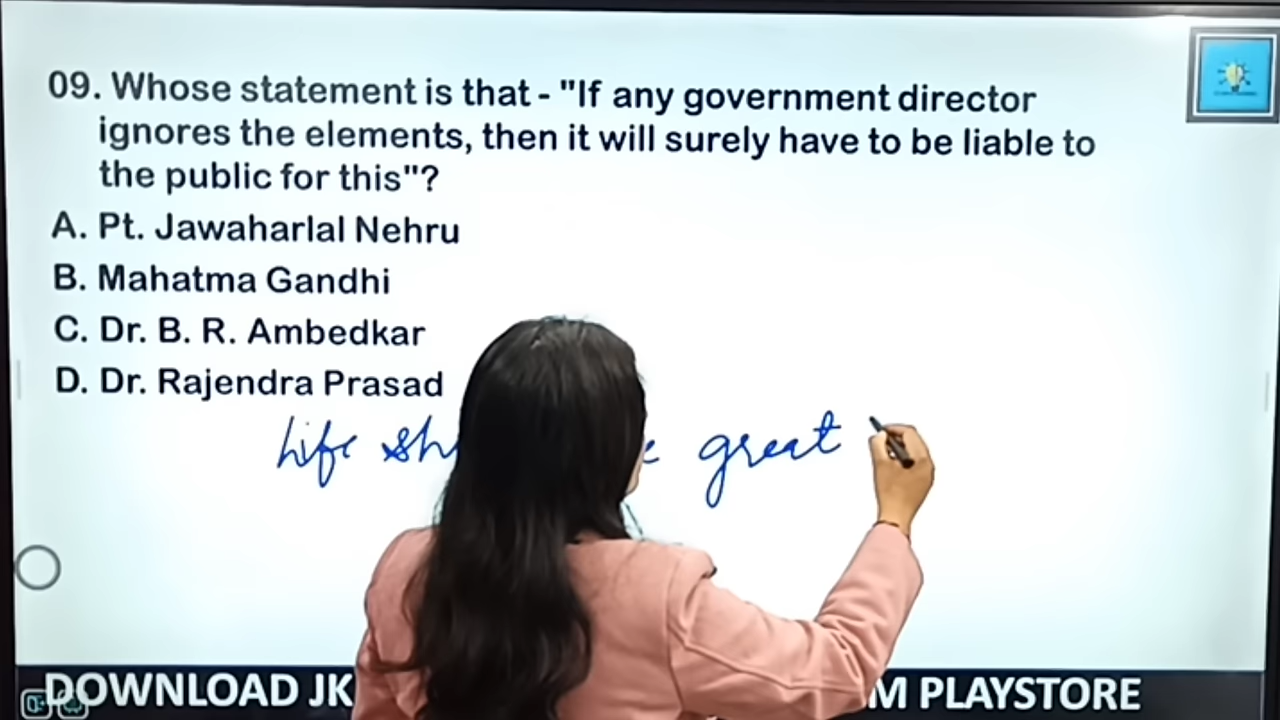 09. Whose statement is that - "If any government director
ignores the elements, then it will surely have to be liable to
the public for this"?
A. Pt. Jawaharlal Nehru
B. Mahatma Gandhi
C. Dr. B. R. Ambedkar
D. Dr. Rajendra Prasad
Life great
DOWNLOAD JK M PLAYSTORE